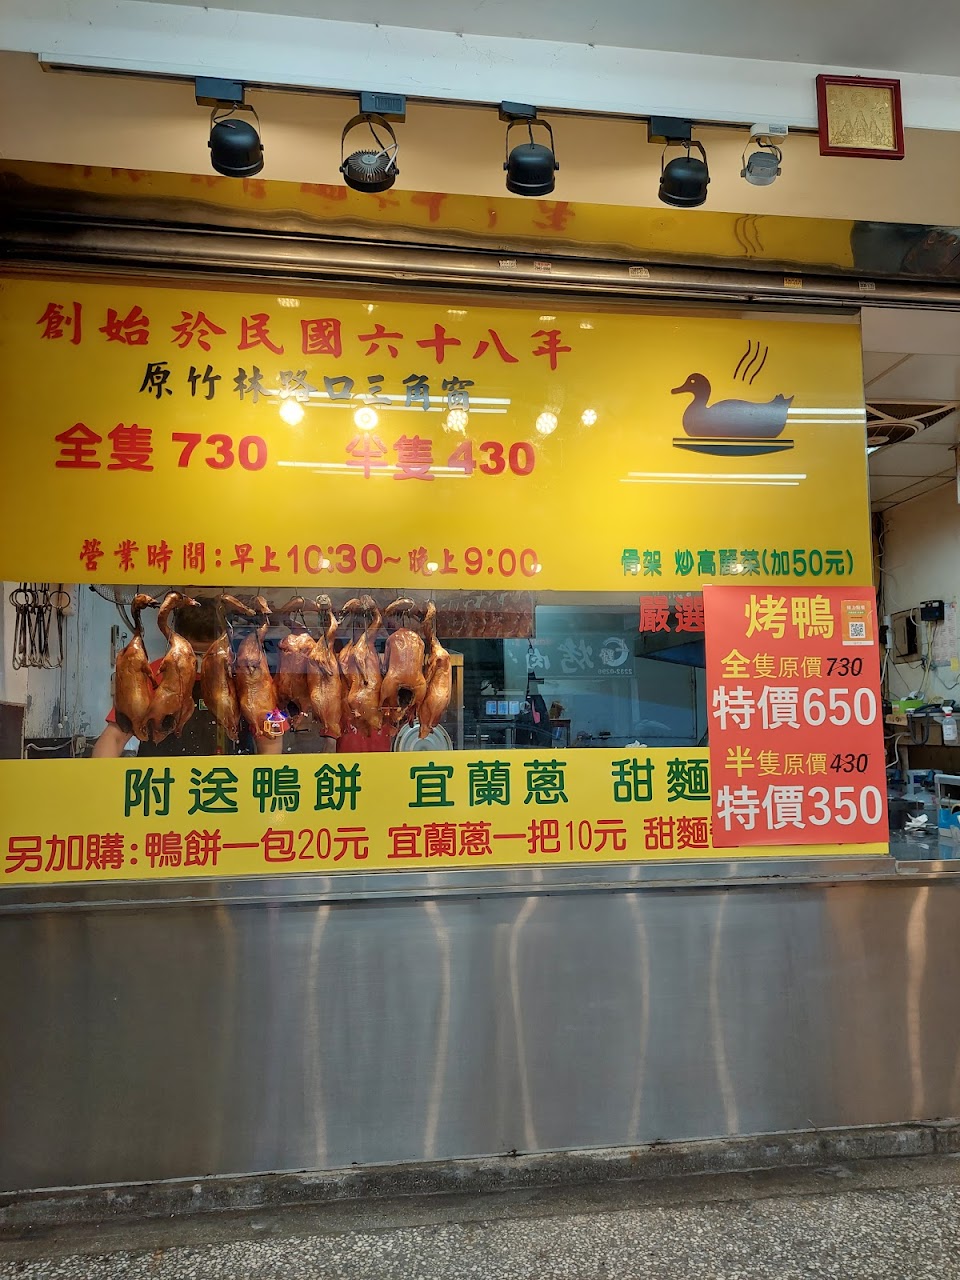 創始於民國六十八年
原竹林路口三角窗
全隻 730 半隻 430
營業時間:早上10:30~晚上9:00
骨架 炒高麗菜(加50元)
嚴選
烤鴨
全隻原價730
特價650
半隻原價430
特價350
烤肉
附送鴨餅 宜蘭蔥 甜麵
另加購:鴨餅一包20元 宜蘭蔥一把10元 甜麵